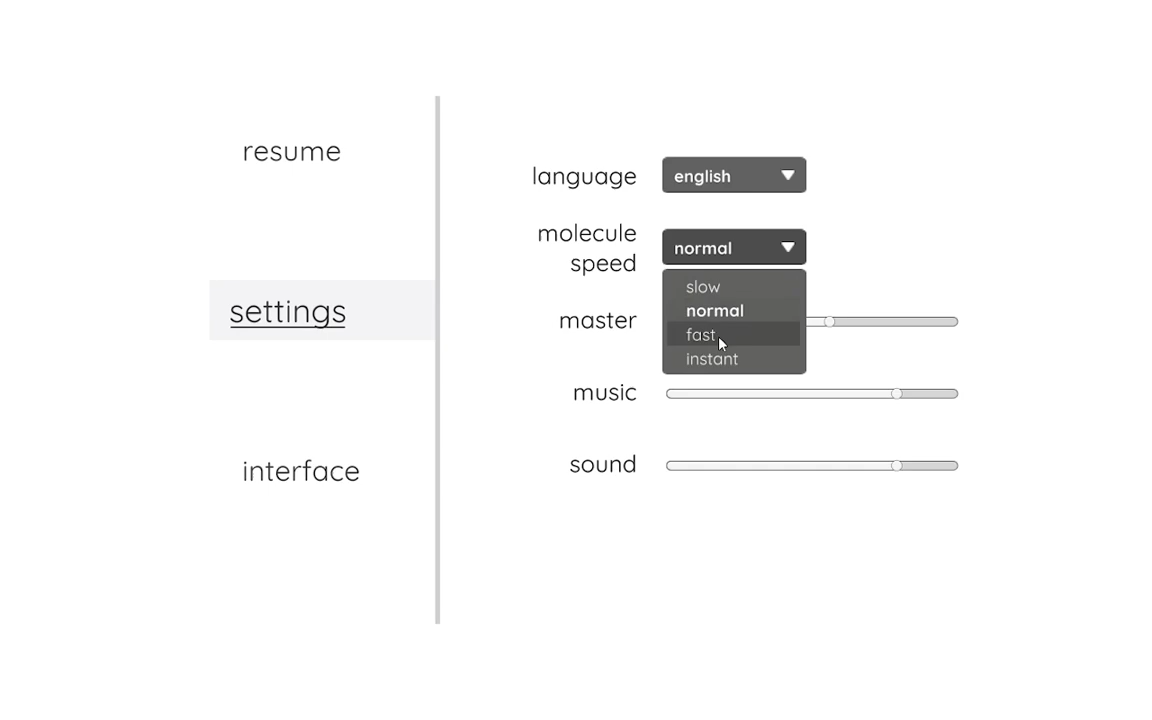 resume
settings
interface
language
english
molecule
speed
normal
slow
normal
fast
instant
master
music
sound